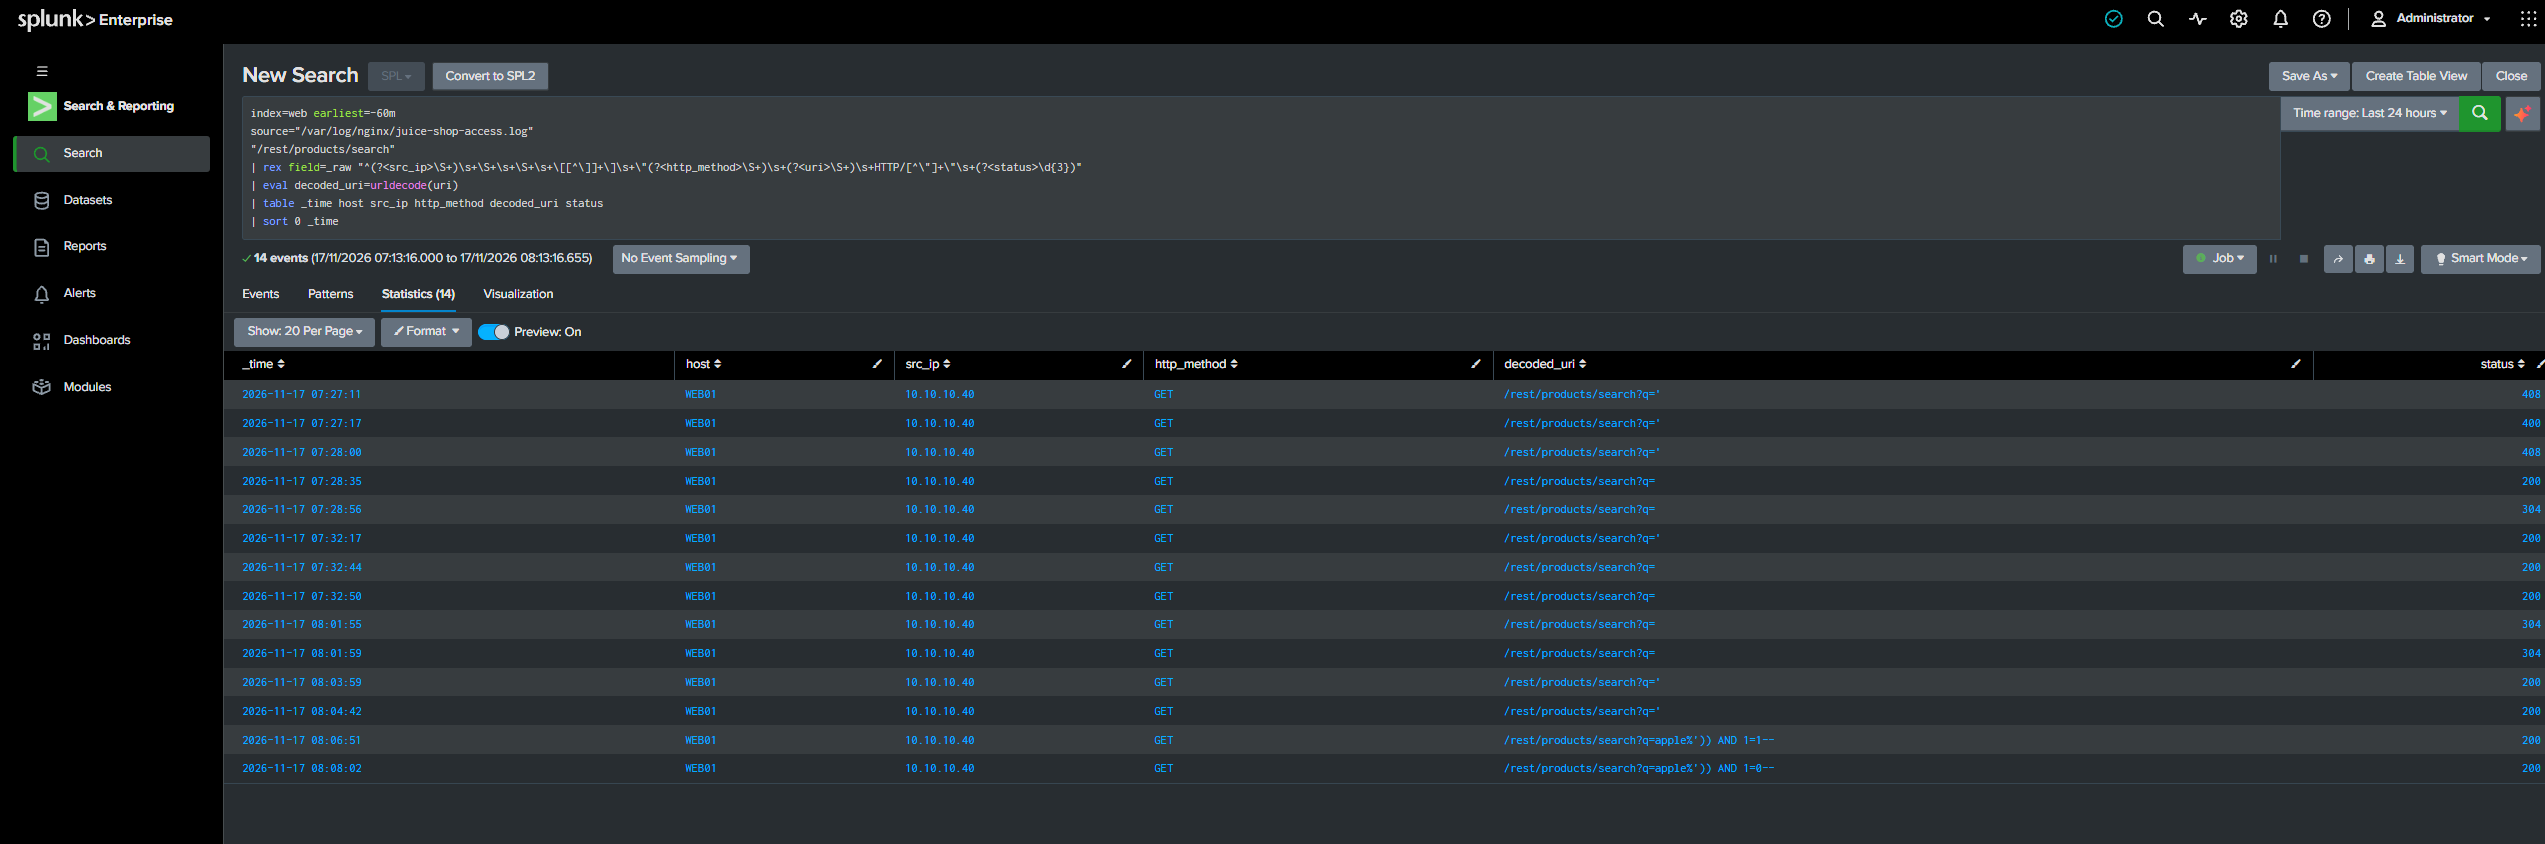 splunk> Enterprise
Administrator
Search & Reporting
Search
Datasets
Reports
Alerts
Dashboards
Modules
New Search SPL Convert to SPL2 Save As Create Table View Close
index=web earliest=-60m
source="/var/log/nginx/juice-shop-access.log"
"/rest/products/search"
| rex field=_raw "^(?<src_ip>\S+)\s+\S+\s+\S+\s+\[[^\]]+\]\s+\"(?<http_method>\S+)\s+(?<uri>\S+)\s+HTTP/[^\"]+\"\s+(?<status>\d{3})"
| eval decoded_uri=urldecode(uri)
| table _time host src_ip http_method decoded_uri status
| sort 0 _time
Time range: Last 24 hours
14 events (17/11/2026 07:13:16.000 to 17/11/2026 08:13:16.655) No Event Sampling Job Smart Mode
Events Patterns Statistics (14) Visualization
Show: 20 Per Page Format Preview: On
_time host src_ip http_method decoded_uri status
2026-11-17 07:27:11 WEB01 10.10.10.40 GET /rest/products/search?q=' 408
2026-11-17 07:27:17 WEB01 10.10.10.40 GET /rest/products/search?q=' 400
2026-11-17 07:28:00 WEB01 10.10.10.40 GET /rest/products/search?q=' 408
2026-11-17 07:28:35 WEB01 10.10.10.40 GET /rest/products/search?q= 200
2026-11-17 07:28:56 WEB01 10.10.10.40 GET /rest/products/search?q= 304
2026-11-17 07:32:17 WEB01 10.10.10.40 GET /rest/products/search?q=' 200
2026-11-17 07:32:44 WEB01 10.10.10.40 GET /rest/products/search?q= 200
2026-11-17 07:32:50 WEB01 10.10.10.40 GET /rest/products/search?q= 200
2026-11-17 08:01:55 WEB01 10.10.10.40 GET /rest/products/search?q= 304
2026-11-17 08:01:59 WEB01 10.10.10.40 GET /rest/products/search?q= 304
2026-11-17 08:03:59 WEB01 10.10.10.40 GET /rest/products/search?q=' 200
2026-11-17 08:04:42 WEB01 10.10.10.40 GET /rest/products/search?q=' 200
2026-11-17 08:06:51 WEB01 10.10.10.40 GET /rest/products/search?q=apple%')) AND 1=1-- 200
2026-11-17 08:08:02 WEB01 10.10.10.40 GET /rest/products/search?q=apple%')) AND 1=0-- 200